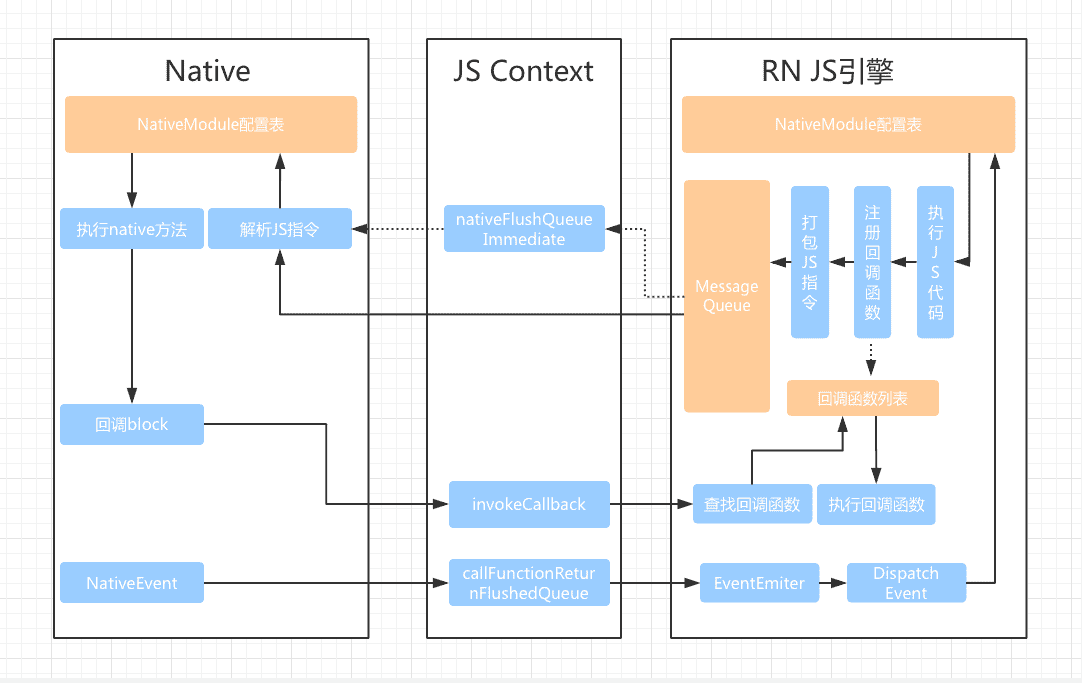 Native
NativeModule配置表
执行native方法
解析JS指令
回调block
NativeEvent
JS Context
nativeFlushQueue
Immediate
invokeCallback
callFunctionRetur
nFlushedQueue
RN JS引擎
NativeModule配置表
Message
Queue
打包JS指令
注册回调函数
执行JS代码
回调函数列表
查找回调函数
执行回调函数
EventEmiter
Dispatch
Event